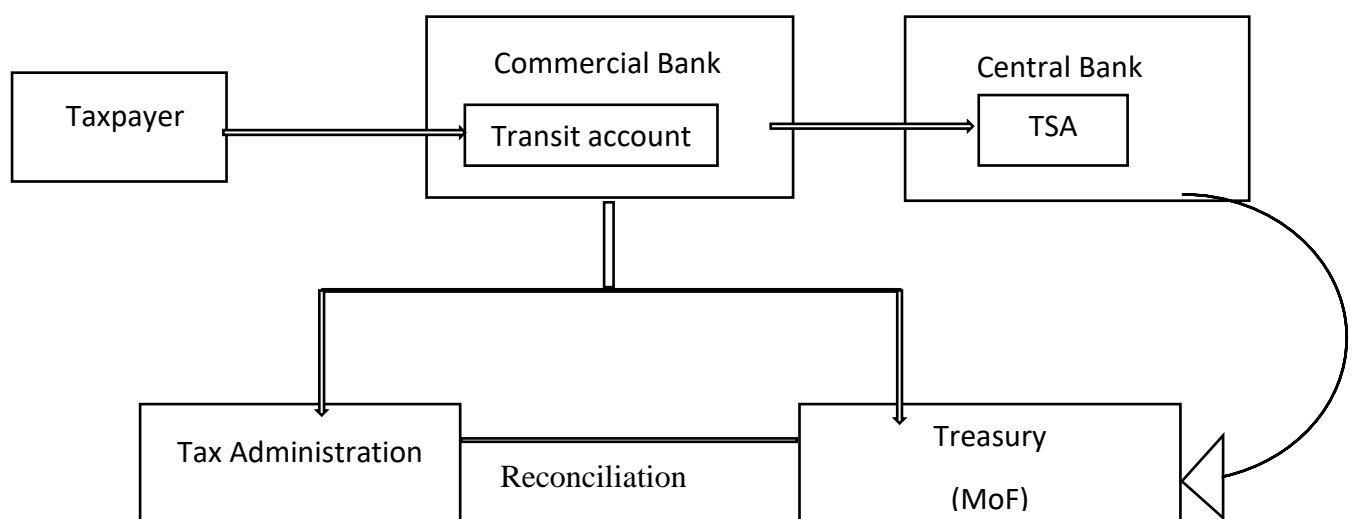 Taxpayer
Commercial Bank
Transit account
Central Bank
TSA
Tax Administration
Reconciliation
Treasury
(MoF)